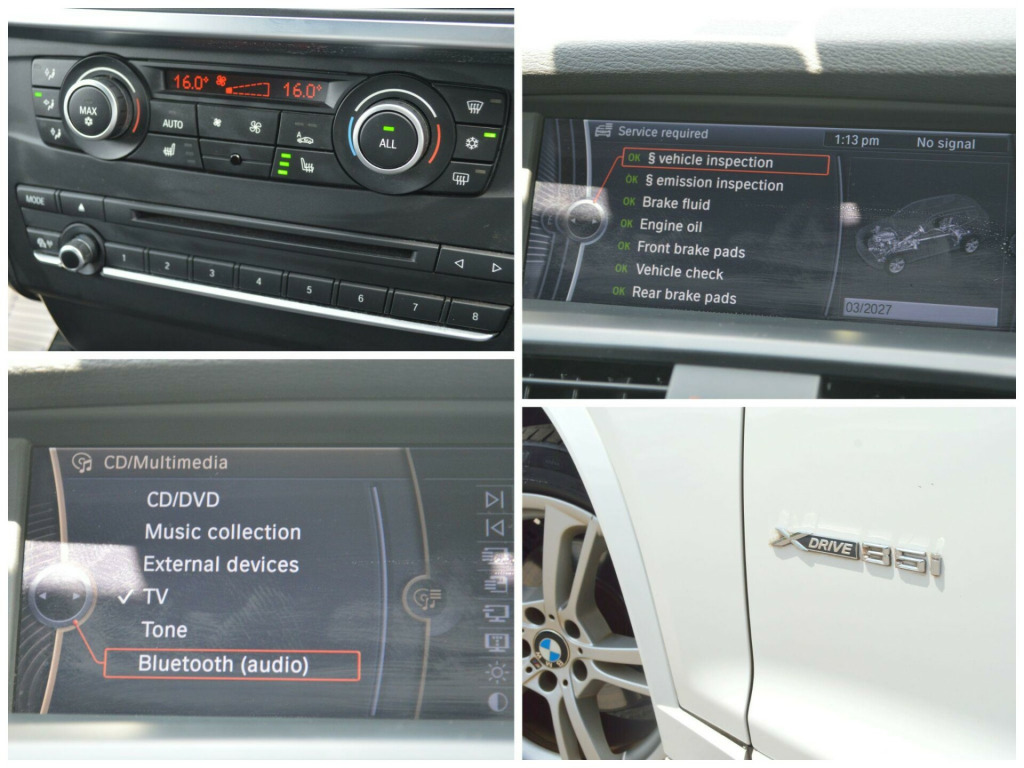 16.0° 16.0°
MAX
AUTO
A
ALL
MODE
1 2 3 4 5 6 7 8
Service required 1:13 pm No signal
OK § vehicle inspection
OK § emission inspection
OK Brake fluid
OK Engine oil
OK Front brake pads
OK Vehicle check
OK Rear brake pads
03/2027
CD/Multimedia
CD/DVD
Music collection
External devices
TV
Tone
Bluetooth (audio)
X DRIVE 35i
BMW